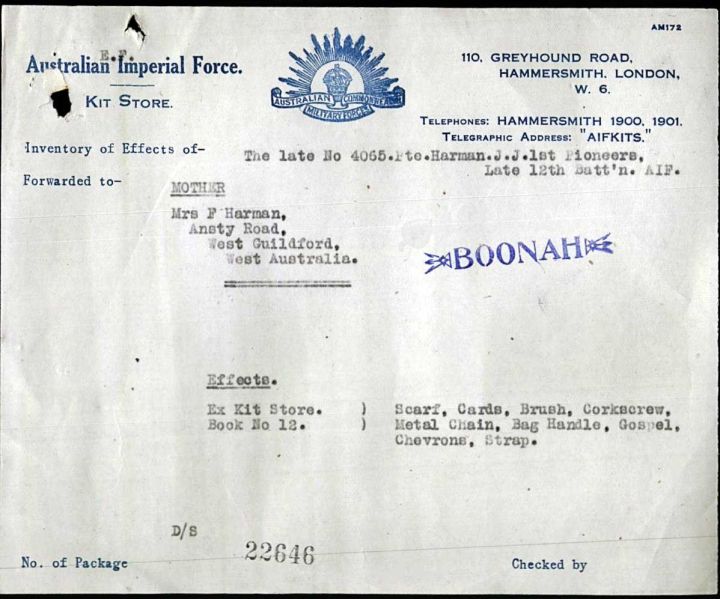 AM172
E.F.
Australian Imperial Force.
KIT STORE.
AUSTRALIAN COMMONWEALTH
MILITARY FORCES
110, GREYHOUND ROAD,
HAMMERSMITH. LONDON,
W. 6.
TELEPHONES: HAMMERSMITH 1900, 1901.
TELEGRAPHIC ADDRESS: "AIFKITS."
Inventory of Effects of-
The late No 4065.Pte.Harman.J.J.1st Pioneers,
Late 12th Batt'n. AIF.
Forwarded to-
MOTHER
Mrs F Harman,
Ansty Road,
West Guildford,
West Australia.
BOONAH
Effects.
Ex Kit Store. ) Scarf, Cards, Brush, Corkscrew,
Book No 12. ) Metal Chain, Bag Handle, Gospel,
Chevrons, Strap.
D/S
22646
No. of Package
Checked by